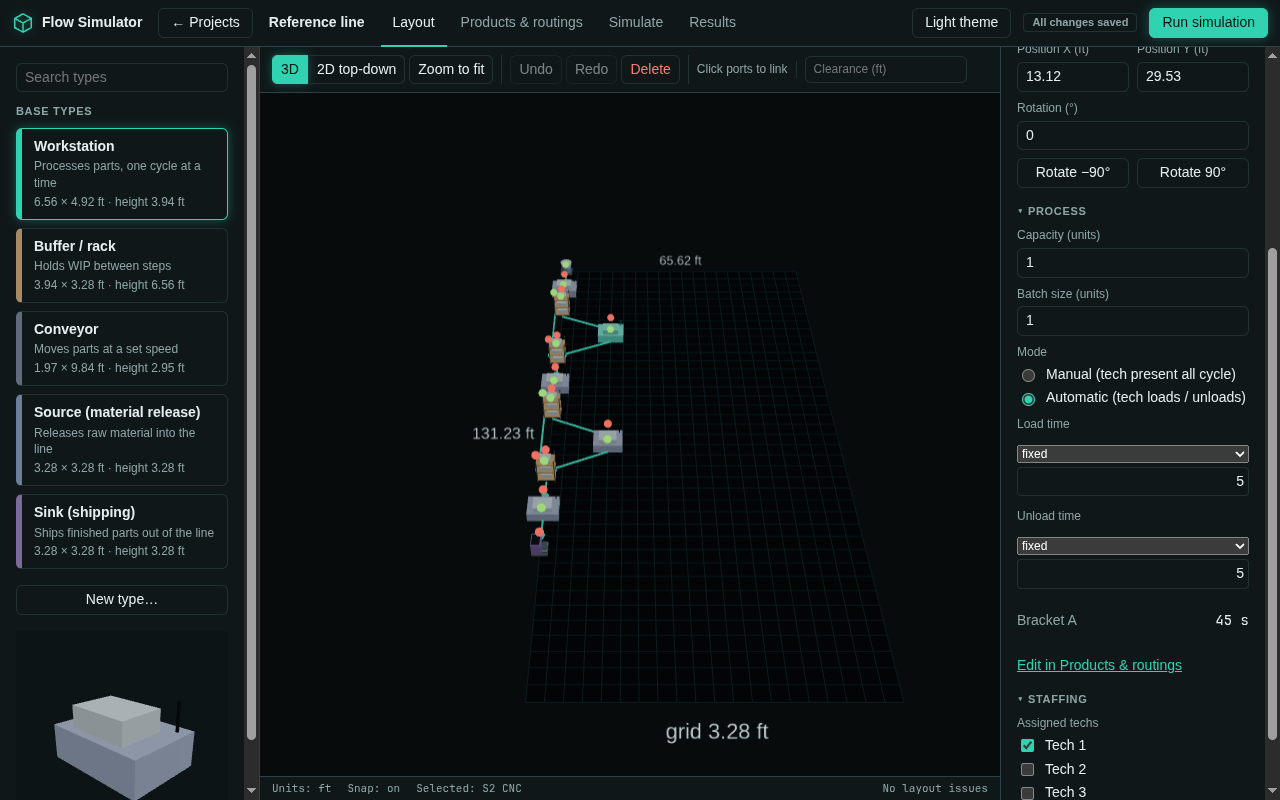 Flow Simulator
← Projects
Reference line
Layout
Products & routings
Simulate
Results
Light theme
All changes saved
Run simulation
Search types
BASE TYPES
Workstation
Processes parts, one cycle at a
time
6.56 × 4.92 ft · height 3.94 ft
Buffer / rack
Holds WIP between steps
3.94 × 3.28 ft · height 6.56 ft
Conveyor
Moves parts at a set speed
1.97 × 9.84 ft · height 2.95 ft
Source (material release)
Releases raw material into the
line
3.28 × 3.28 ft · height 3.28 ft
Sink (shipping)
Ships finished parts out of the line
3.28 × 3.28 ft · height 3.28 ft
New type…
3D
2D top-down
Zoom to fit
Undo
Redo
Delete
Click ports to link
Clearance (ft)
65.62 ft
131.23 ft
grid 3.28 ft
Units: ft
Snap: on
Selected: S2 CNC
No layout issues
Position X (ft)
Position Y (ft)
13.12
29.53
Rotation (°)
0
Rotate −90°
Rotate 90°
PROCESS
Capacity (units)
1
Batch size (units)
1
Mode
Manual (tech present all cycle)
Automatic (tech loads / unloads)
Load time
fixed
5
Unload time
fixed
5
Bracket A
45 s
Edit in Products & routings
STAFFING
Assigned techs
Tech 1
Tech 2
Tech 3